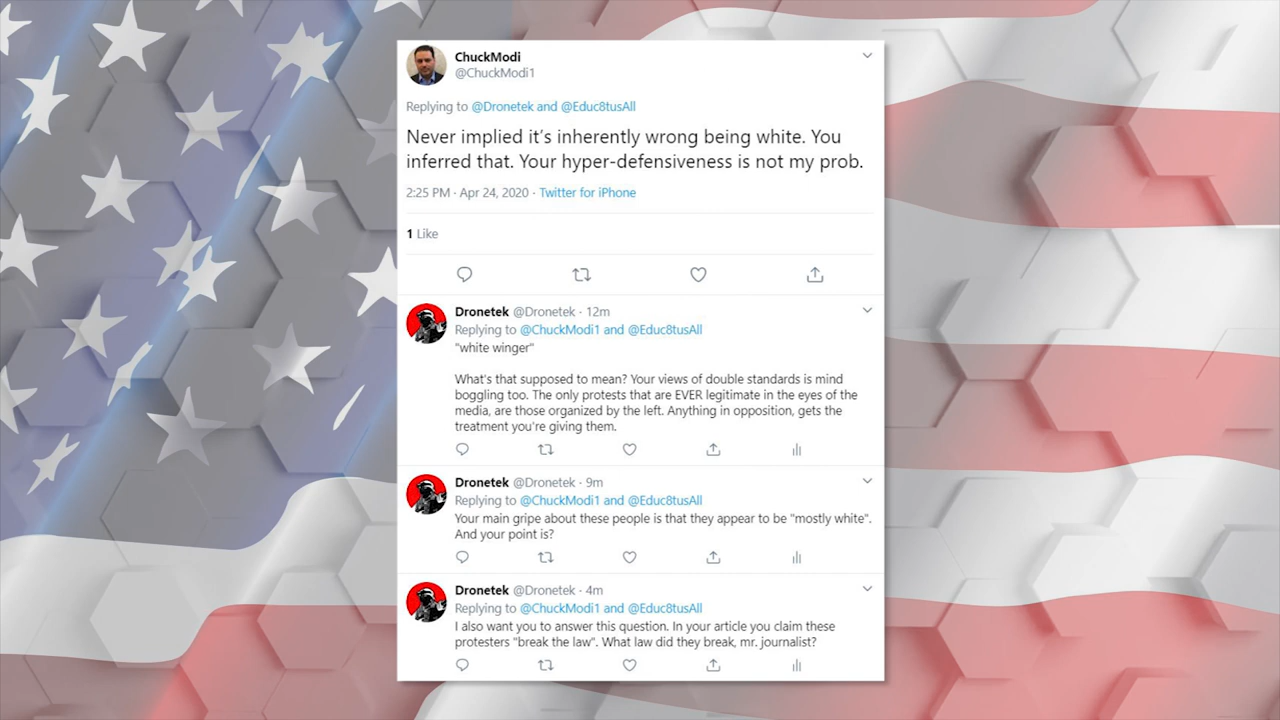 ChuckModi
@ChuckModi1
Replying to @Dronetek and @Educ8tusAll
Never implied it's inherently wrong being white. You
inferred that. Your hyper-defensiveness is not my prob.
2:25 PM · Apr 24, 2020 · Twitter for iPhone
1 Like
Dronetek @Dronetek · 12m
Replying to @ChuckModi1 and @Educ8tusAll
"white winger"
What's that supposed to mean? Your views of double standards is mind
boggling too. The only protests that are EVER legitimate in the eyes of the
media, are those organized by the left. Anything in opposition, gets the
treatment you're giving them.
Dronetek @Dronetek · 9m
Replying to @ChuckModi1 and @Educ8tusAll
Your main gripe about these people is that they appear to be "mostly white".
And your point is?
Dronetek @Dronetek · 4m
Replying to @ChuckModi1 and @Educ8tusAll
I also want you to answer this question. In your article you claim these
protesters "break the law". What law did they break, mr. journalist?